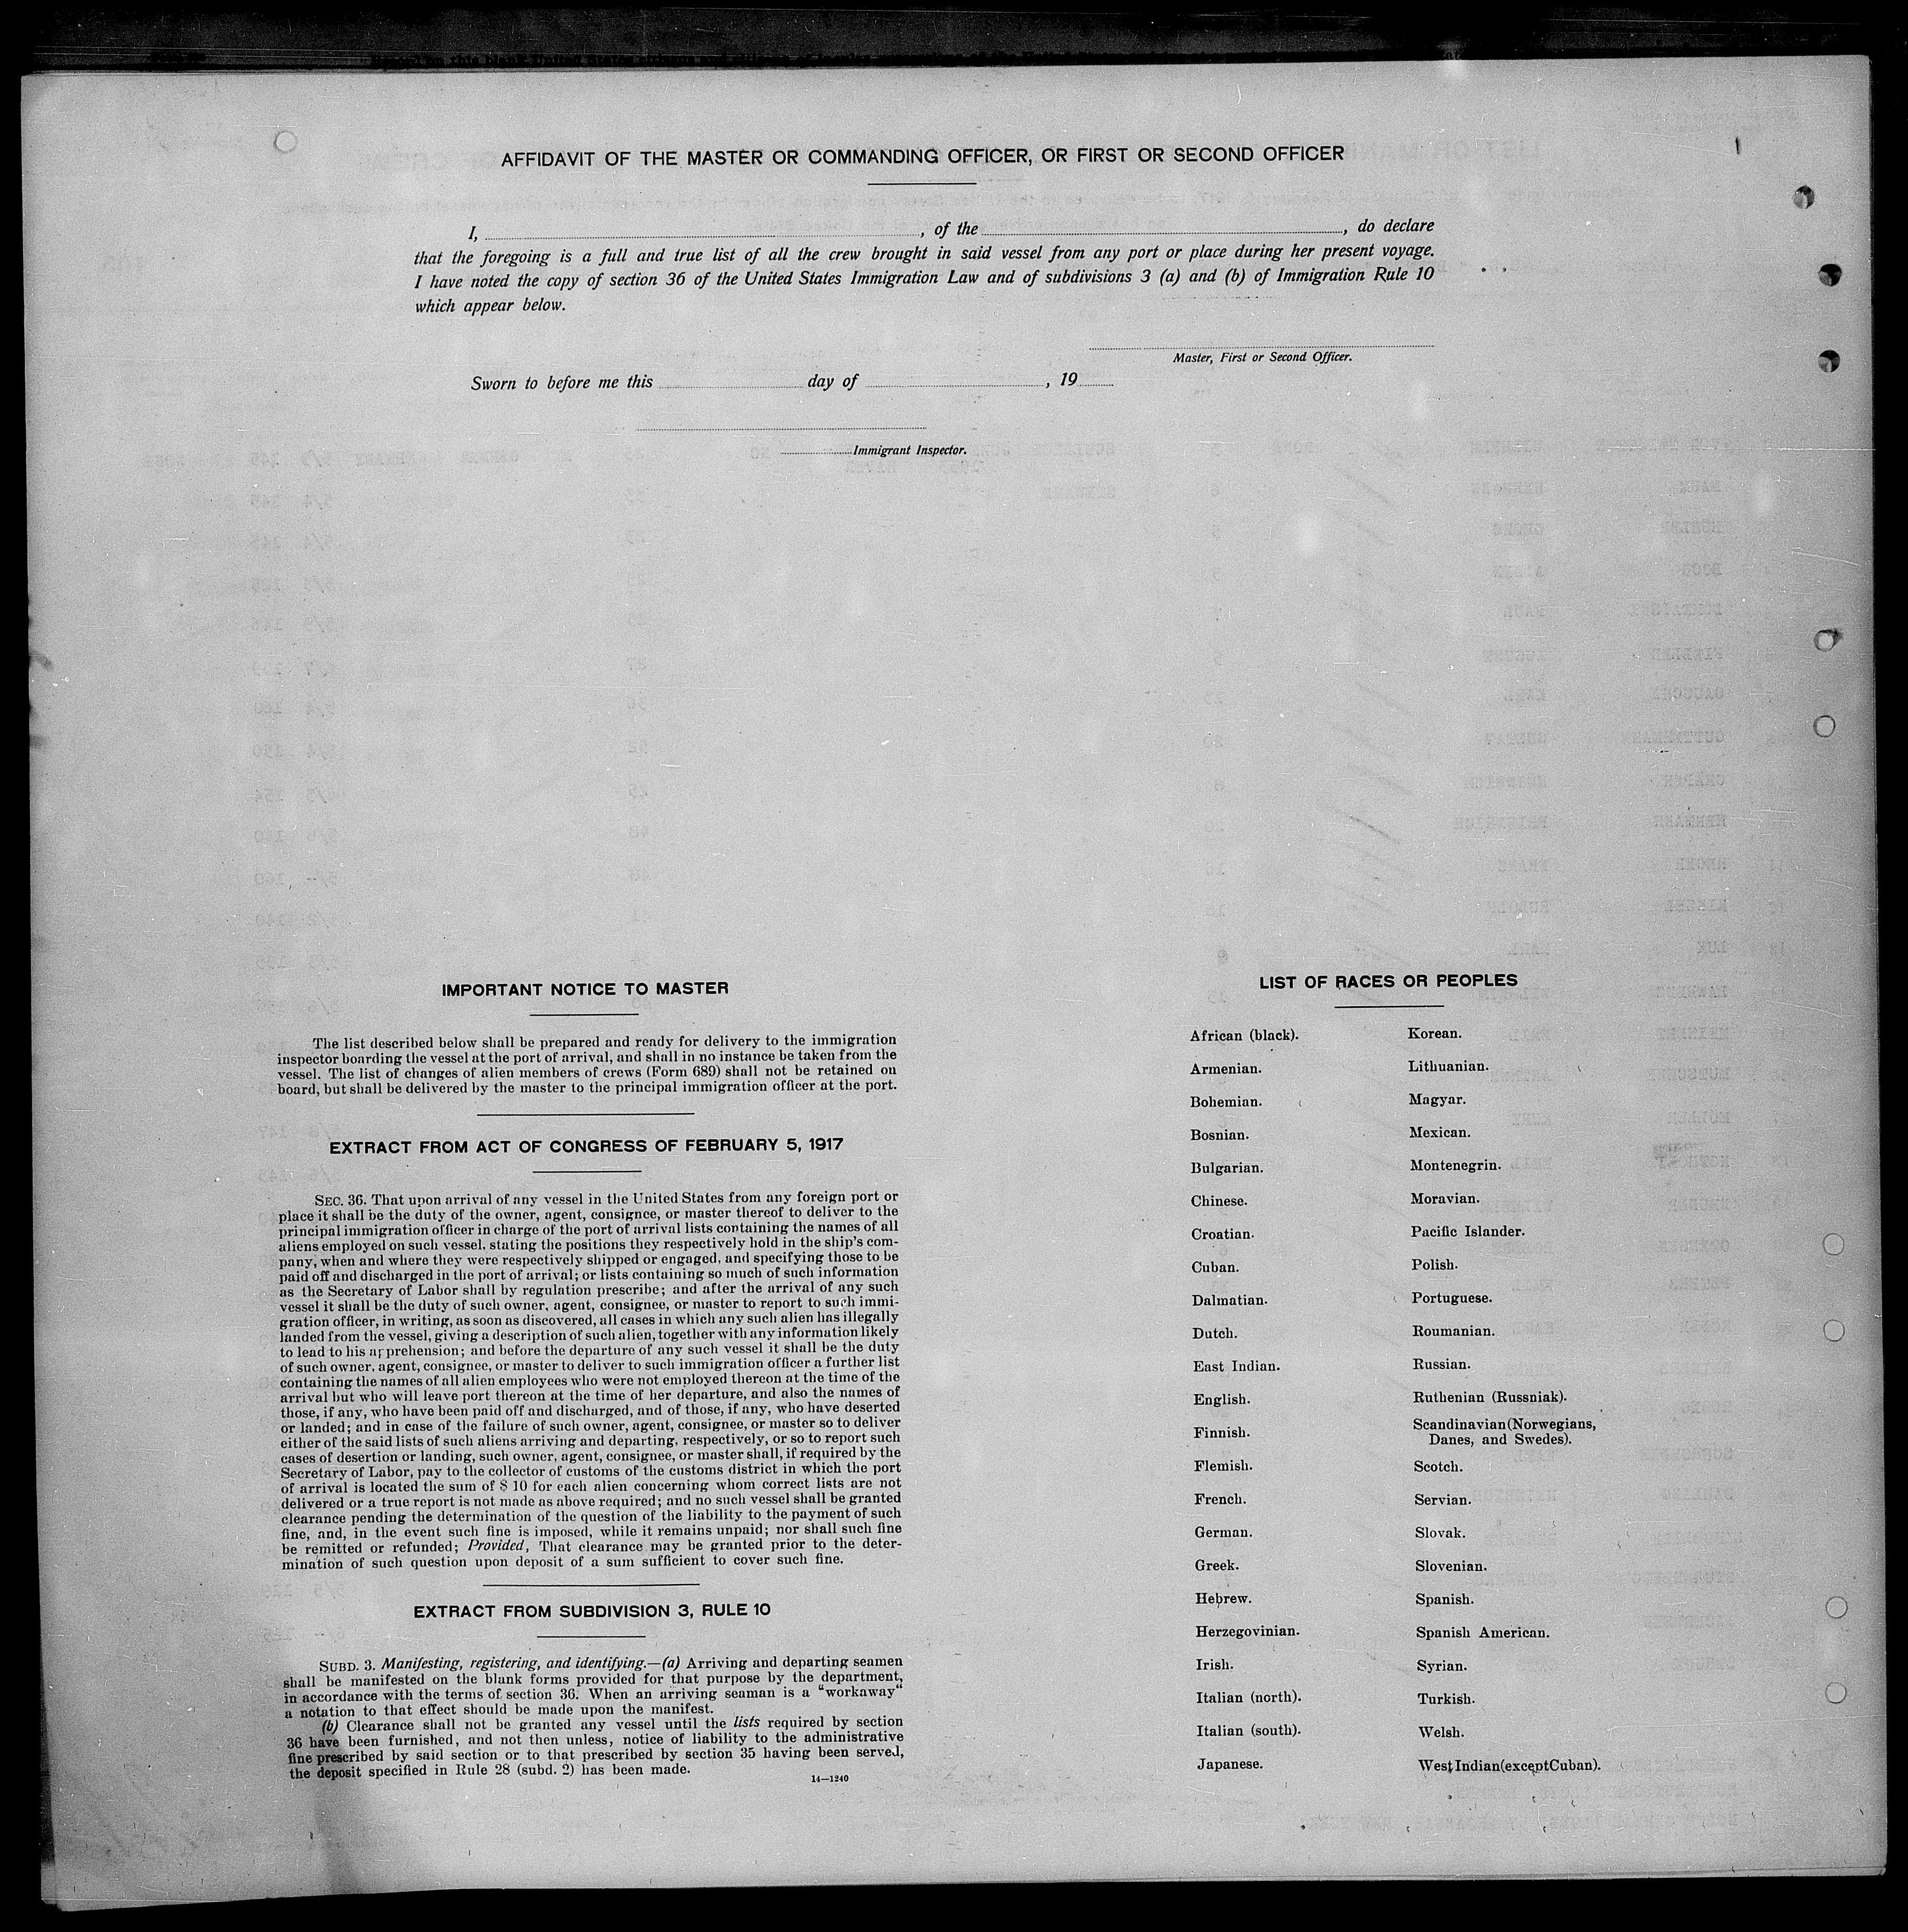 AFFIDAVIT OF THE MASTER OR COMMANDING OFFICER, OR FIRST OR SECOND OFFICER
I, , of the , do declare
that the foregoing is a full and true list of all the crew brought in said vessel from any port or place during her present voyage.
I have noted the copy of section 36 of the United States Immigration Law and of subdivisions 3 (a) and (b) of Immigration Rule 10
which appear below.
Master, First or Second Officer.
Sworn to before me this day of , 19
Immigrant Inspector.
IMPORTANT NOTICE TO MASTER
The list described below shall be prepared and ready for delivery to the immigration
inspector boarding the vessel at the port of arrival, and shall in no instance be taken from the
vessel. The list of changes of alien members of crews (Form 689) shall not be retained on
board, but shall be delivered by the master to the principal immigration officer at the port.
EXTRACT FROM ACT OF CONGRESS OF FEBRUARY 5, 1917
SEC. 36. That upon arrival of any vessel in the United States from any foreign port or
place it shall be the duty of the owner, agent, consignee, or master thereof to deliver to the
principal immigration officer in charge of the port of arrival lists containing the names of all
aliens employed on such vessel, stating the positions they respectively hold in the ship's com-
pany, when and where they were respectively shipped or engaged, and specifying those to be
paid off and discharged in the port of arrival; or lists containing so much of such information
as the Secretary of Labor shall by regulation prescribe; and after the arrival of any such
vessel it shall be the duty of such owner, agent, consignee, or master to report to such immi-
gration officer, in writing, as soon as discovered, all cases in which any such alien has illegally
landed from the vessel, giving a description of such alien, together with any information likely
to lead to his apprehension; and before the departure of any such vessel it shall be the duty
of such owner, agent, consignee, or master to deliver to such immigration officer a further list
containing the names of all alien employees who were not employed thereon at the time of the
arrival but who will leave port thereon at the time of her departure, and also the names of
those, if any, who have been paid off and discharged, and of those, if any, who have deserted
or landed; and in case of the failure of such owner, agent, consignee, or master so to deliver
either of the said lists of such aliens arriving and departing, respectively, or so to report such
cases of desertion or landing, such owner, agent, consignee, or master shall, if required by the
Secretary of Labor, pay to the collector of customs of the customs district in which the port
of arrival is located the sum of $ 10 for each alien concerning whom correct lists are not
delivered or a true report is not made as above required; and no such vessel shall be granted
clearance pending the determination of the question of the liability to the payment of such
fine, and, in the event such fine is imposed, while it remains unpaid; nor shall such fine
be remitted or refunded; Provided, That clearance may be granted prior to the deter-
mination of such question upon deposit of a sum sufficient to cover such fine.
EXTRACT FROM SUBDIVISION 3, RULE 10
SUBD. 3. Manifesting, registering, and identifying.—(a) Arriving and departing seamen
shall be manifested on the blank forms provided for that purpose by the department,
in accordance with the terms of section 36. When an arriving seaman is a “workaway“
a notation to that effect should be made upon the manifest.
(b) Clearance shall not be granted any vessel until the lists required by section
36 have been furnished, and not then unless, notice of liability to the administrative
fine prescribed by said section or to that prescribed by section 35 having been served,
the deposit specified in Rule 28 (subd. 2) has been made.
14—1240
LIST OF RACES OR PEOPLES
African (black).
Armenian.
Bohemian.
Bosnian.
Bulgarian.
Chinese.
Croatian.
Cuban.
Dalmatian.
Dutch.
East Indian.
English.
Finnish.
Flemish.
French.
German.
Greek.
Hebrew.
Herzegovinian.
Irish.
Italian (north).
Italian (south).
Japanese.
Korean.
Lithuanian.
Magyar.
Mexican.
Montenegrin.
Moravian.
Pacific Islander.
Polish.
Portuguese.
Roumanian.
Russian.
Ruthenian (Russniak).
Scandinavian(Norwegians,
Danes, and Swedes).
Scotch.
Servian.
Slovak.
Slovenian.
Spanish.
Spanish American.
Syrian.
Turkish.
Welsh.
West Indian(except Cuban).